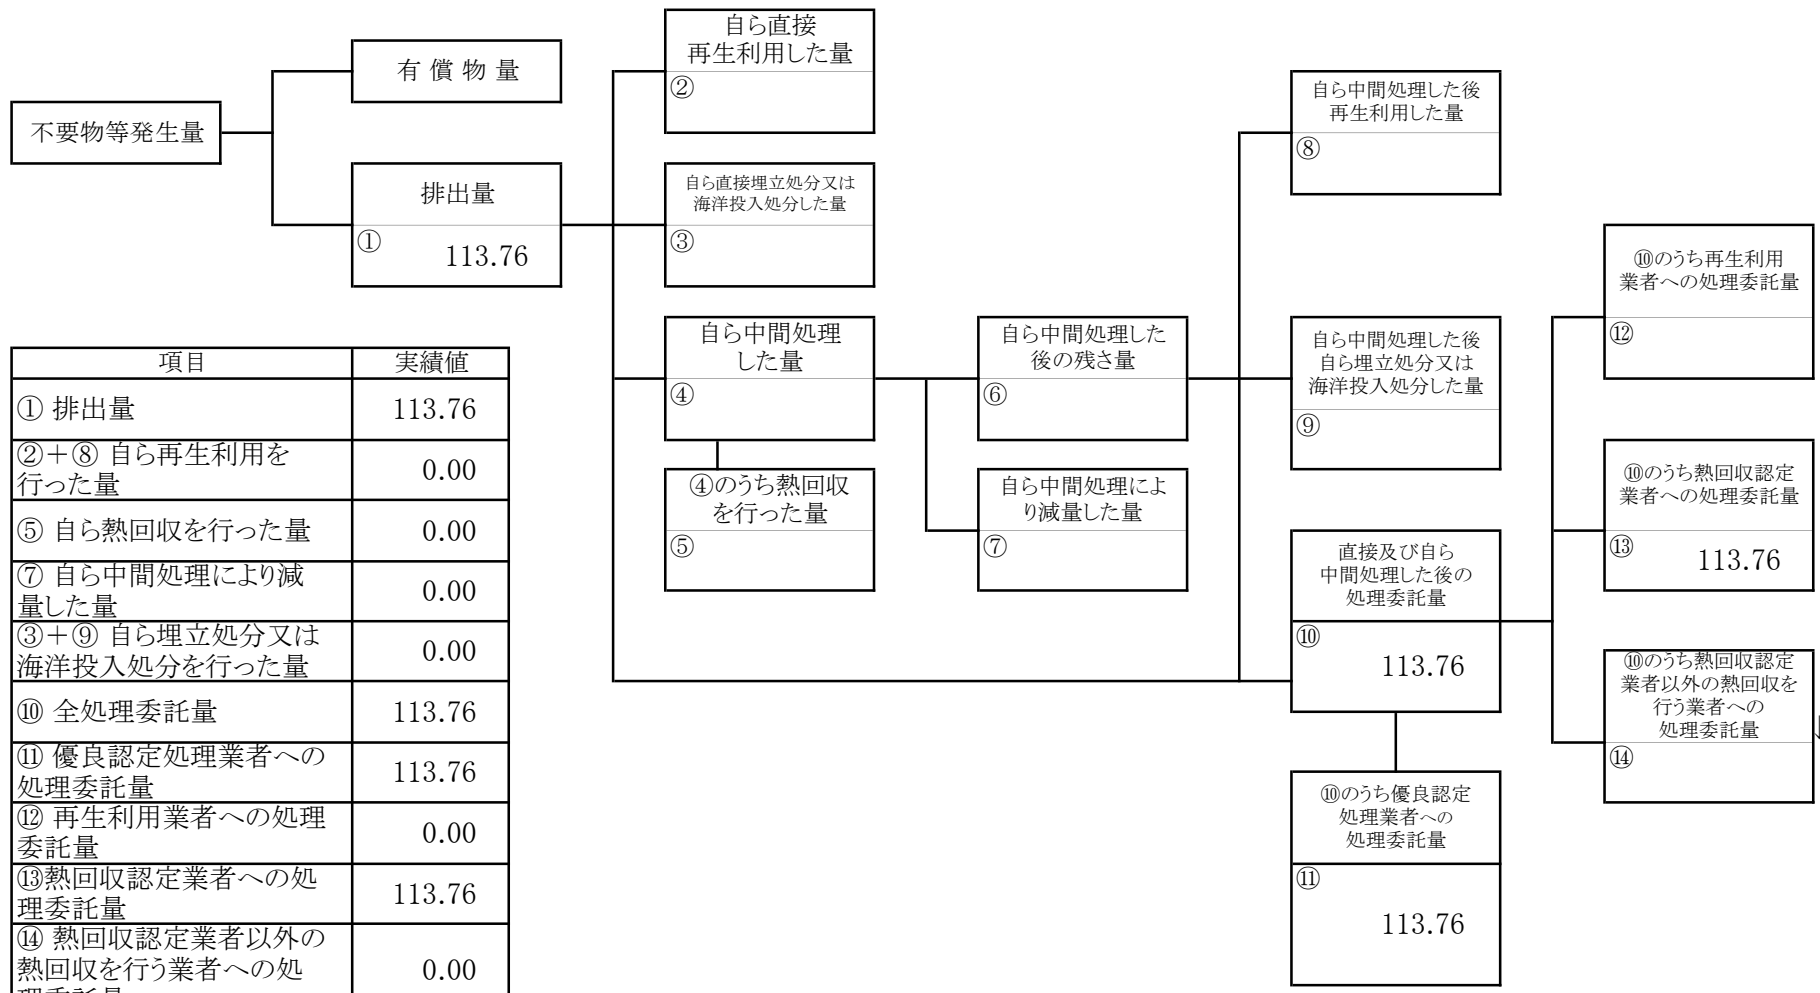 不要物等発生量
有償物量
排出量
①
113.76
自ら直接
再生利用した量
②
自ら直接埋立処分又は
海洋投入処分した量
③
自ら中間処理
した量
④
④のうち熱回収
を行った量
⑤
自ら中間処理した
後の残さ量
⑥
自ら中間処理によ
り減量した量
⑦
自ら中間処理した後
再生利用した量
⑧
自ら中間処理した後
自ら埋立処分又は
海洋投入処分した量
⑨
直接及び自ら
中間処理した後の
処理委託量
⑩
113.76
⑩のうち優良認定
処理業者への
処理委託量
⑪
113.76
⑩のうち再生利用
業者への処理委託量
⑫
⑩のうち熱回収認定
業者への処理委託量
⑬
113.76
⑩のうち熱回収認定
業者以外の熱回収を
行う業者への
処理委託量
⑭
項目 実績値
① 排出量 113.76
②+⑧ 自ら再生利用を
行った量 0.00
⑤ 自ら熱回収を行った量 0.00
⑦ 自ら中間処理により減
量した量 0.00
③+⑨ 自ら埋立処分又は
海洋投入処分を行った量 0.00
⑩ 全処理委託量 113.76
⑪ 優良認定処理業者への
処理委託量 113.76
⑫ 再生利用業者への処理
委託量 0.00
⑬熱回収認定業者への処
理委託量 113.76
⑭ 熱回収認定業者以外の
熱回収を行う業者への処 0.00
理委託量